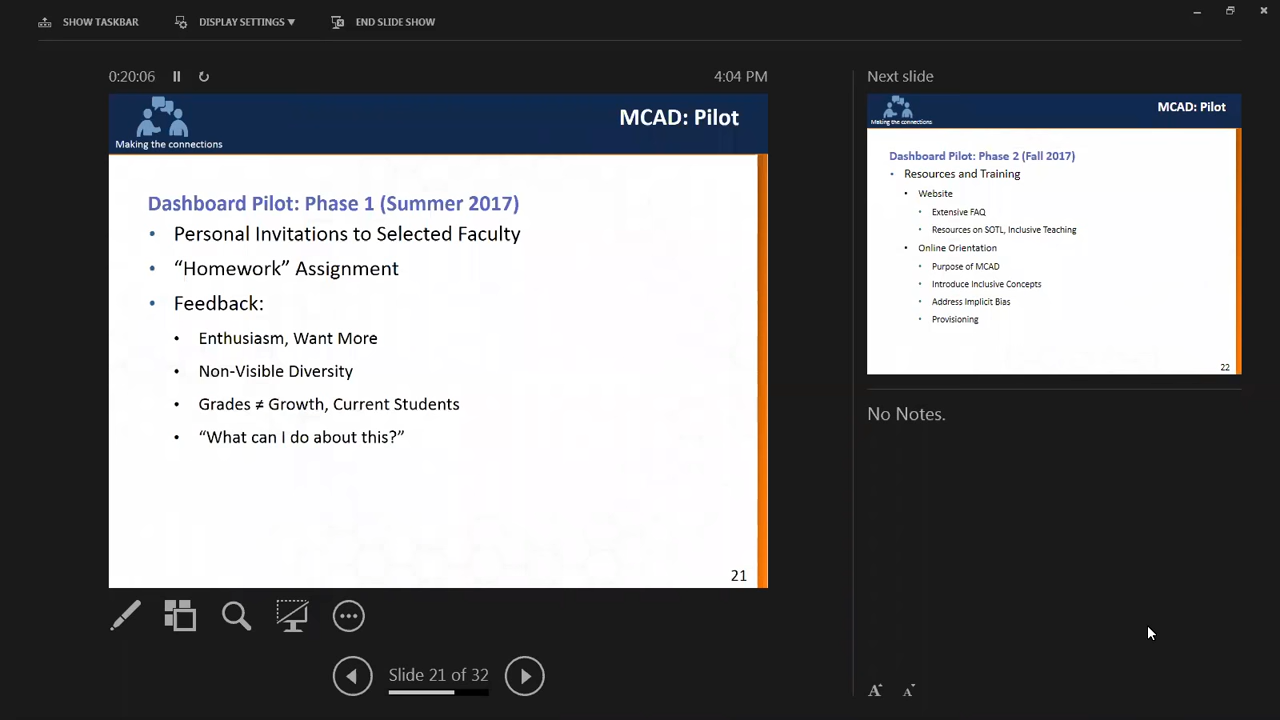 SHOW TASKBAR
DISPLAY SETTINGS ▾
END SLIDE SHOW
0:20:06
4:04 PM
Making the connections
MCAD: Pilot
Dashboard Pilot: Phase 1 (Summer 2017)
• Personal Invitations to Selected Faculty
• “Homework” Assignment
• Feedback:
• Enthusiasm, Want More
• Non-Visible Diversity
• Grades ≠ Growth, Current Students
• “What can I do about this?”
21
Slide 21 of 32
Next slide
Making the connections
MCAD: Pilot
Dashboard Pilot: Phase 2 (Fall 2017)
• Resources and Training
• Website
• Extensive FAQ
• Resources on SOTL, Inclusive Teaching
• Online Orientation
• Purpose of MCAD
• Introduce Inclusive Concepts
• Address Implicit Bias
• Provisioning
22
No Notes.
A A